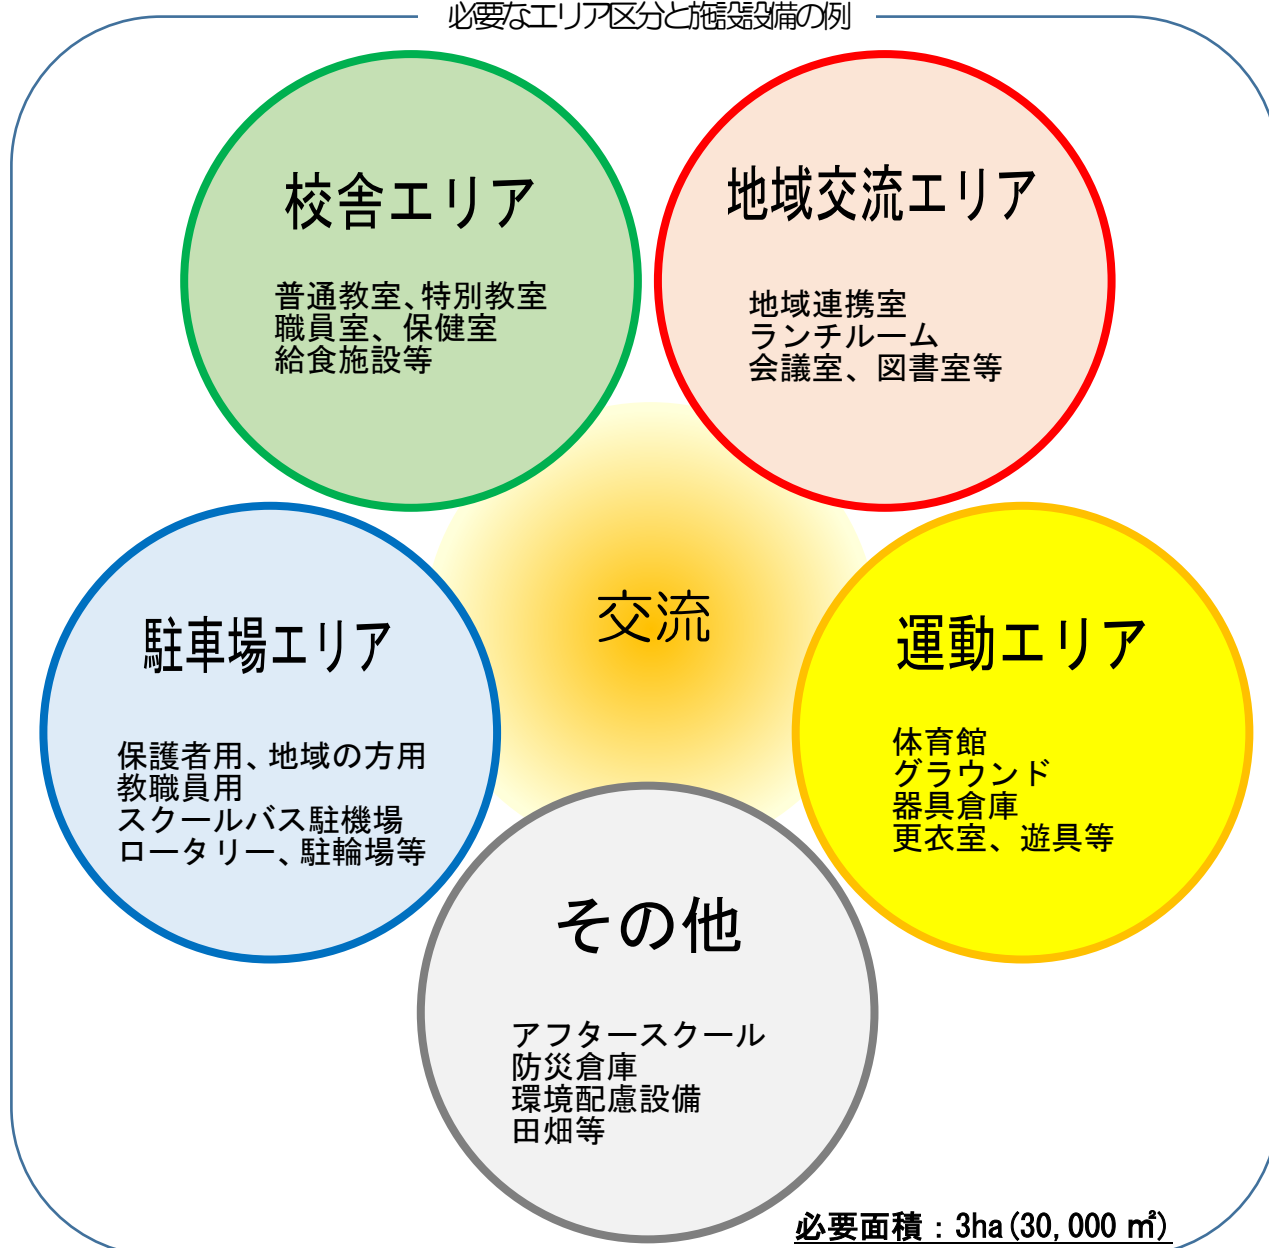 必要なエリア区分と施設設備の例
校舎エリア
普通教室、特別教室
職員室、保健室
給食施設等
地域交流エリア
地域連携室
ランチルーム
会議室、図書室等
交流
駐車場エリア
保護者用、地域の方用
教職員用
スクールバス駐機場
ロータリー、駐輪場等
運動エリア
体育館
グラウンド
器具倉庫
更衣室、遊具等
その他
アフタースクール
防災倉庫
環境配慮設備
田畑等
必要面積：3ha(30,000 ㎡)